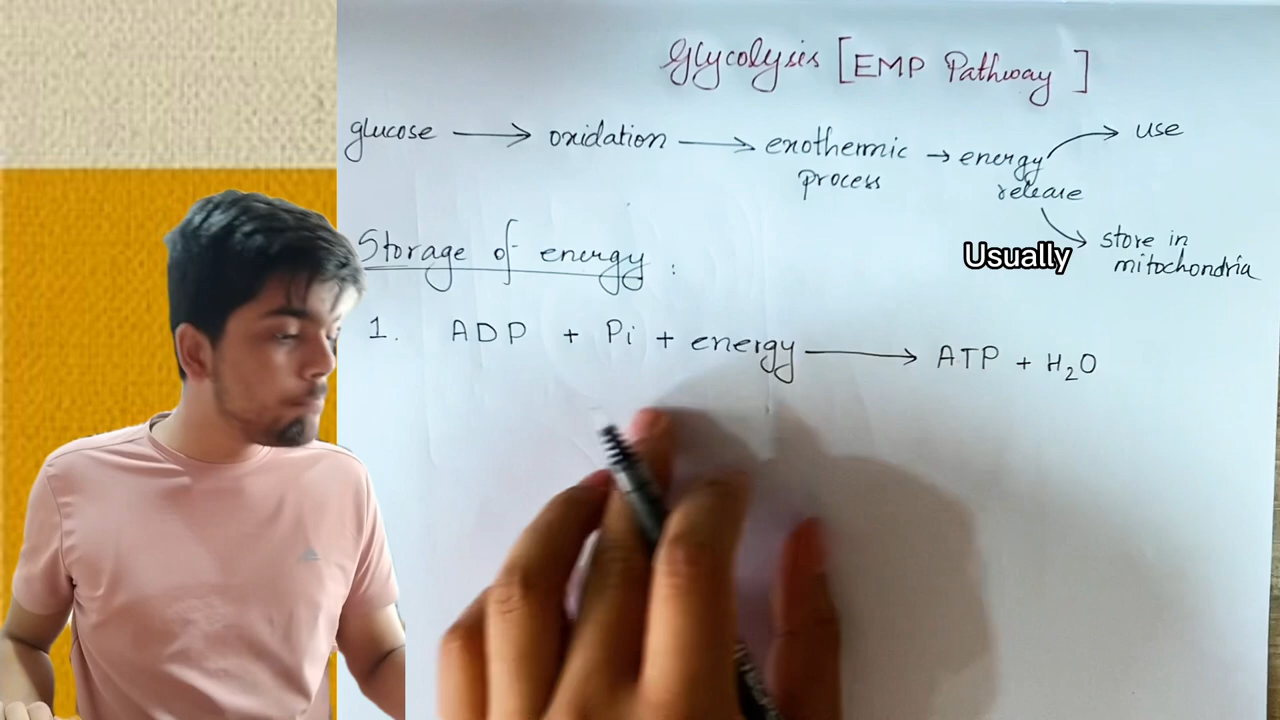 Glycolysis [EMP Pathway]
glucose → oxidation → exothermic process → energy release → use
Usually → store in mitochondria
Storage of energy :
1. ADP + Pi + energy → ATP + H₂O